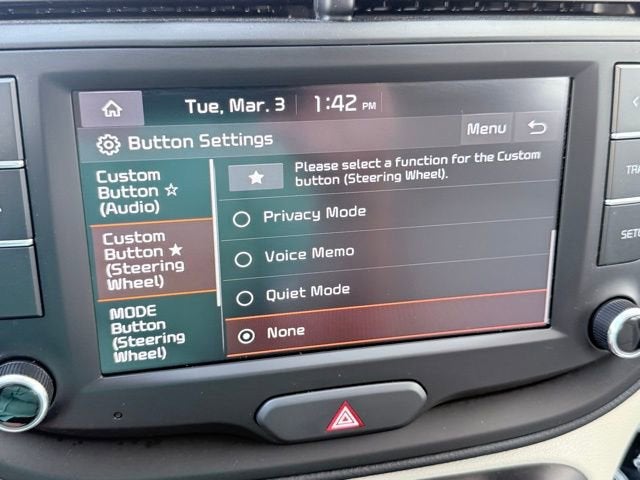 Tue, Mar. 3 1:42 PM
Button Settings
Menu
Custom
Button ☆
(Audio)
Custom
Button ★
(Steering
Wheel)
MODE
Button
(Steering
Wheel)
★ Please select a function for the Custom
button (Steering Wheel).
Privacy Mode
Voice Memo
Quiet Mode
None